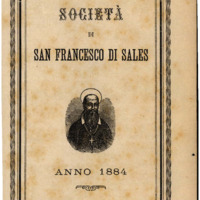 SOCIETÀ
DI
SAN FRANCESCO DI SALES
ANNO 1884